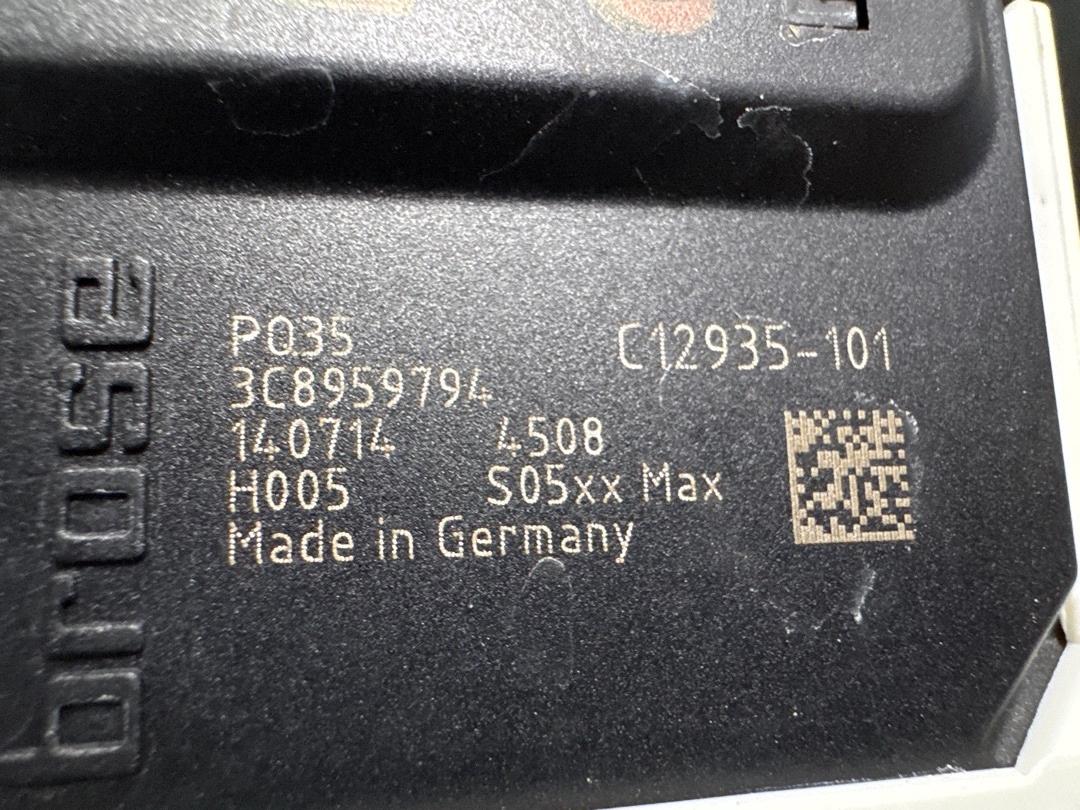 brose
P035
C12935-101
3C8959794
140714 4508
H005 S05xx Max
Made in Germany